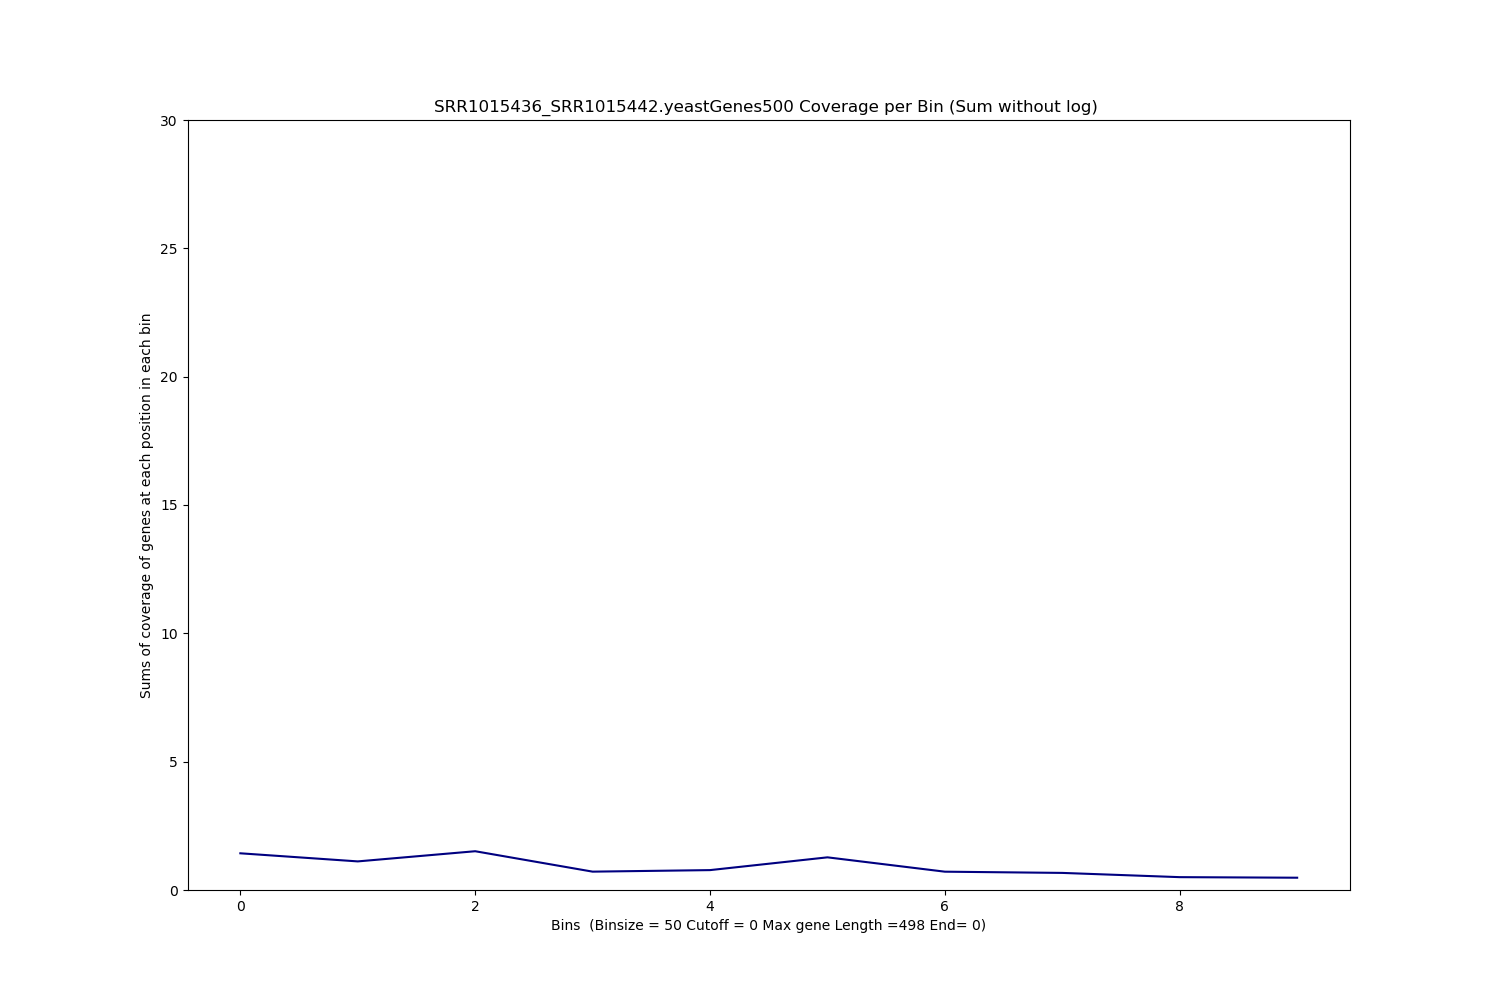 SRR1015436_SRR1015442.yeastGenes500 Coverage per Bin (Sum without log)
30
25
20
15
10
5
0
Sums of coverage of genes at each position in each bin
0 2 4 6 8
Bins  (Binsize = 50 Cutoff = 0 Max gene Length =498 End= 0)